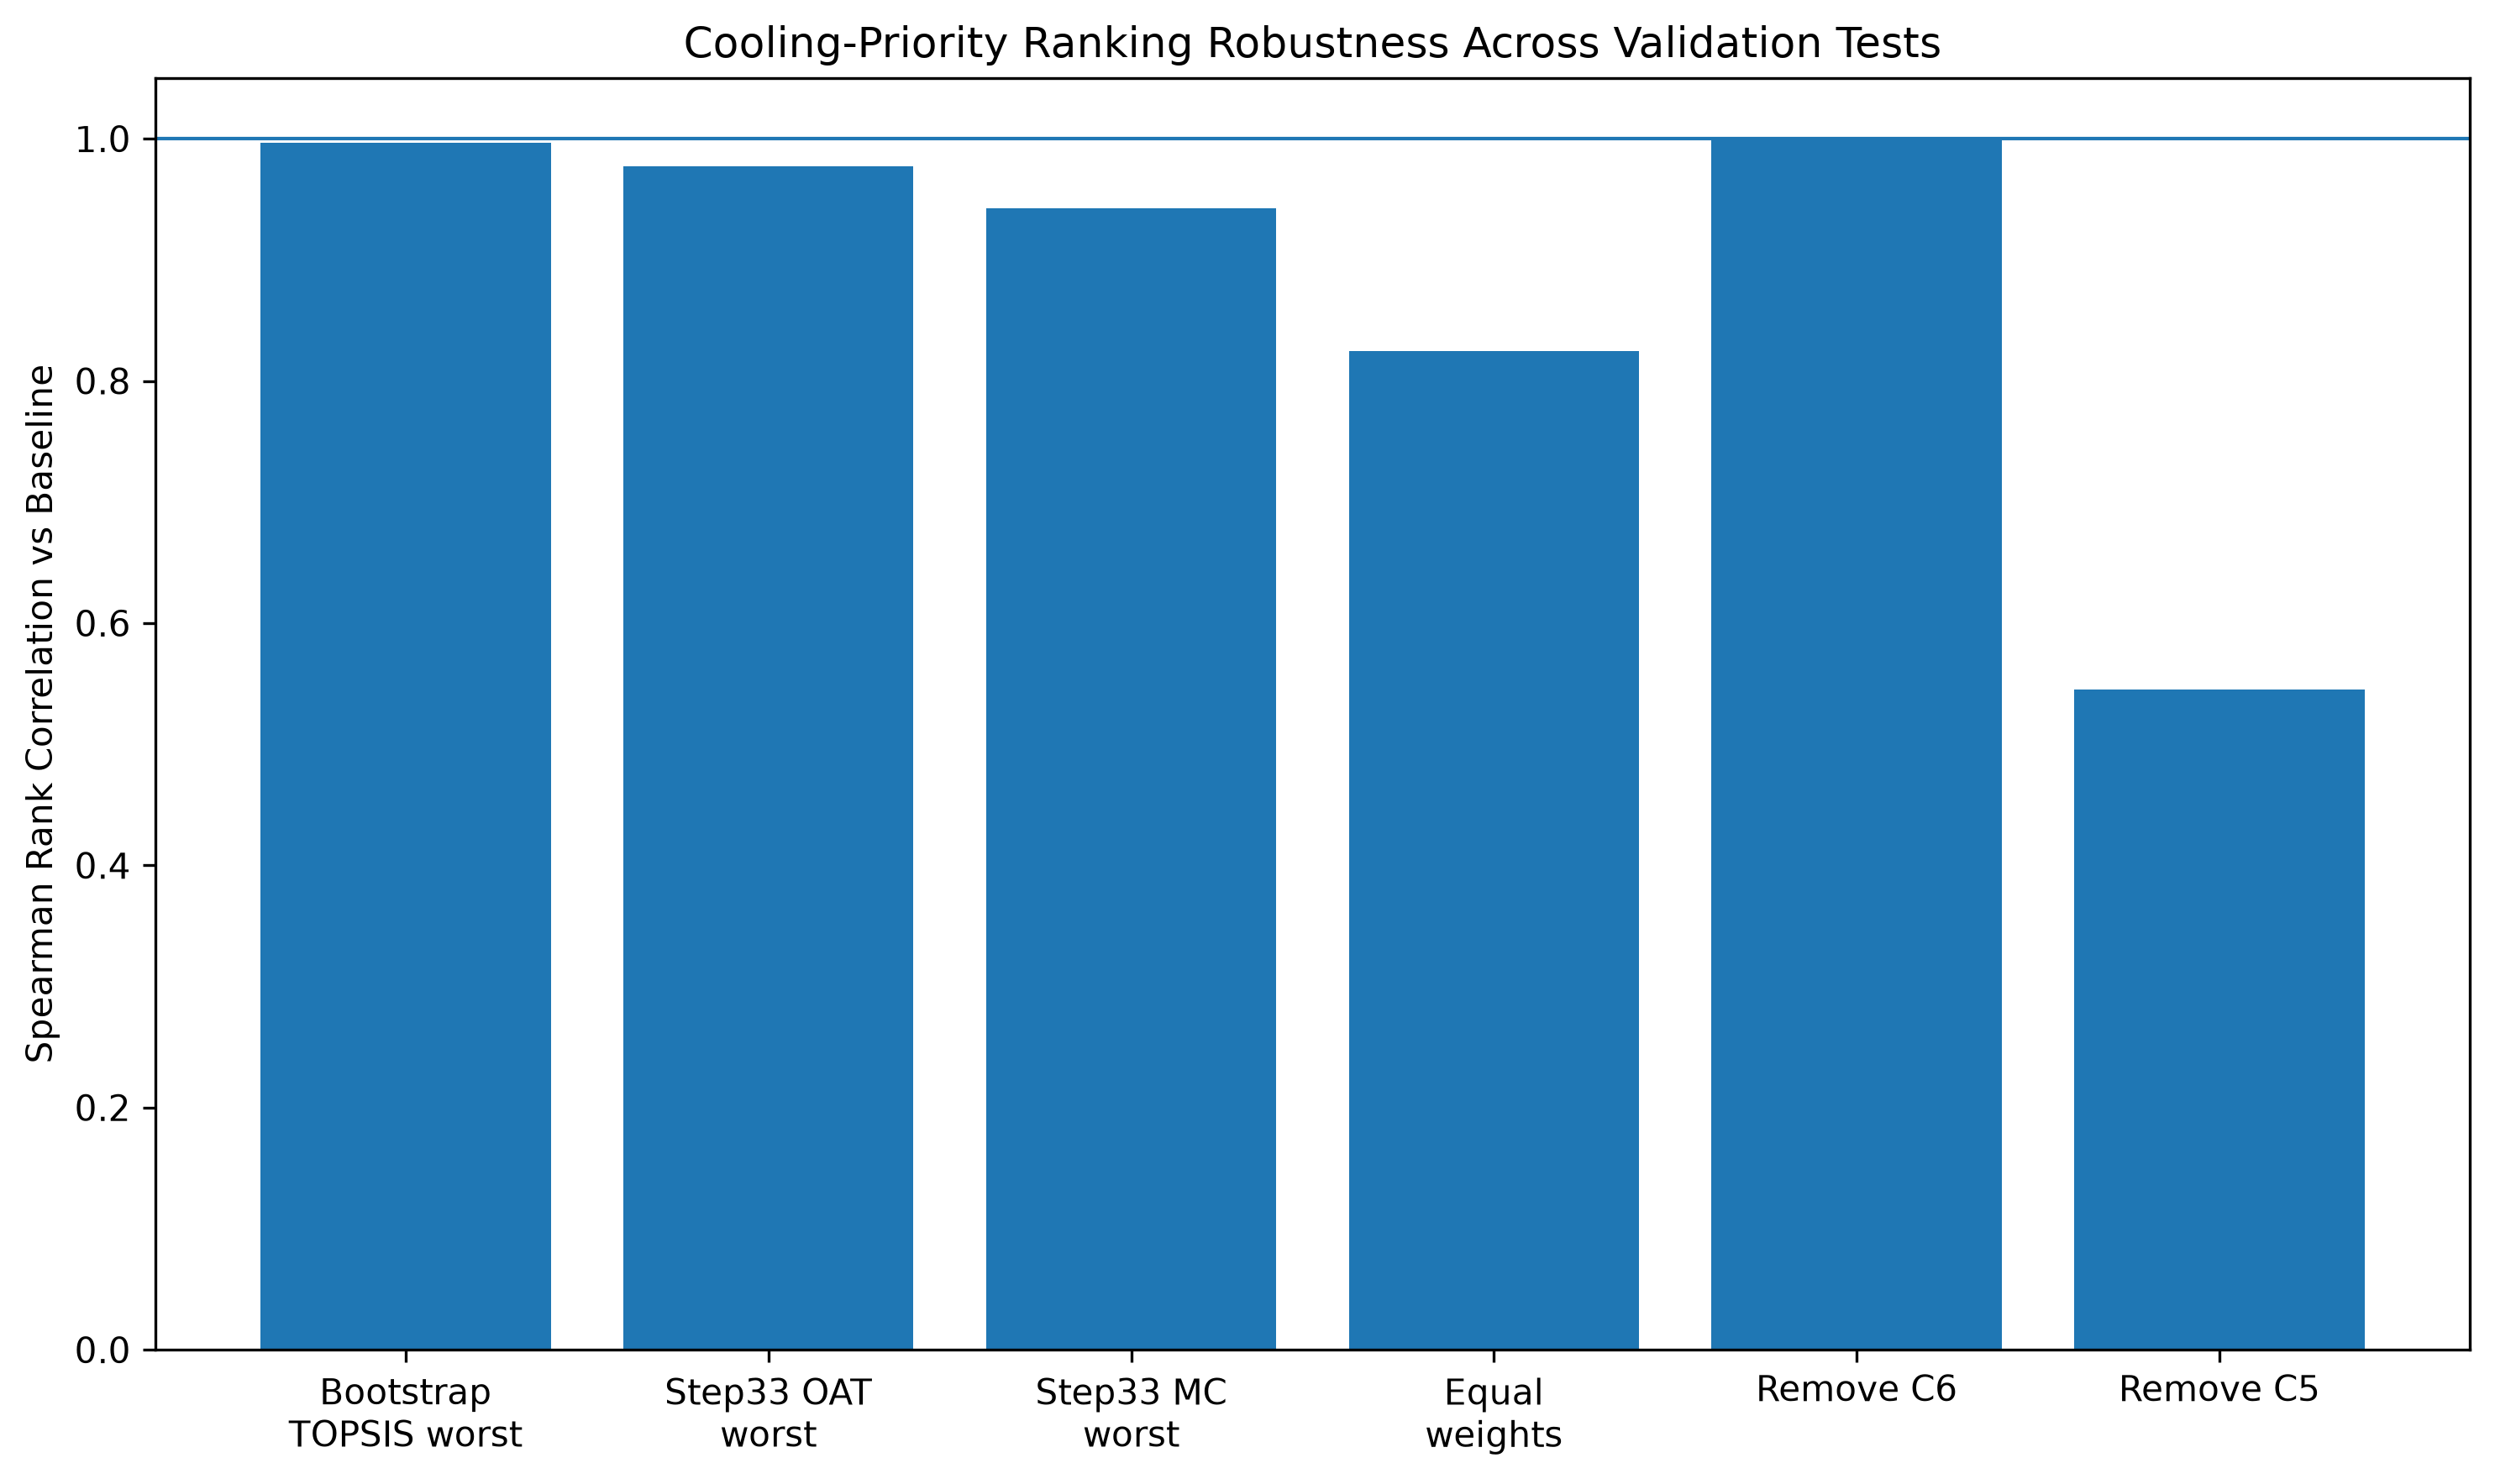 Cooling-Priority Ranking Robustness Across Validation Tests
Spearman Rank Correlation vs Baseline
1.0
0.8
0.6
0.4
0.2
0.0
Bootstrap
TOPSIS worst
Step33 OAT
worst
Step33 MC
worst
Equal
weights
Remove C6
Remove C5